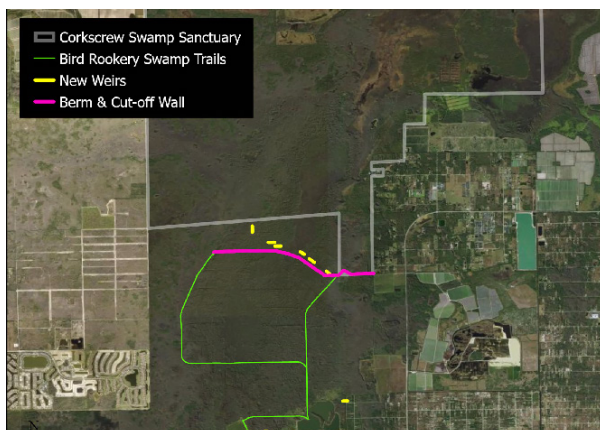 Corkscrew Swamp Sanctuary
Bird Rookery Swamp Trails
New Weirs
Berm & Cut-off Wall